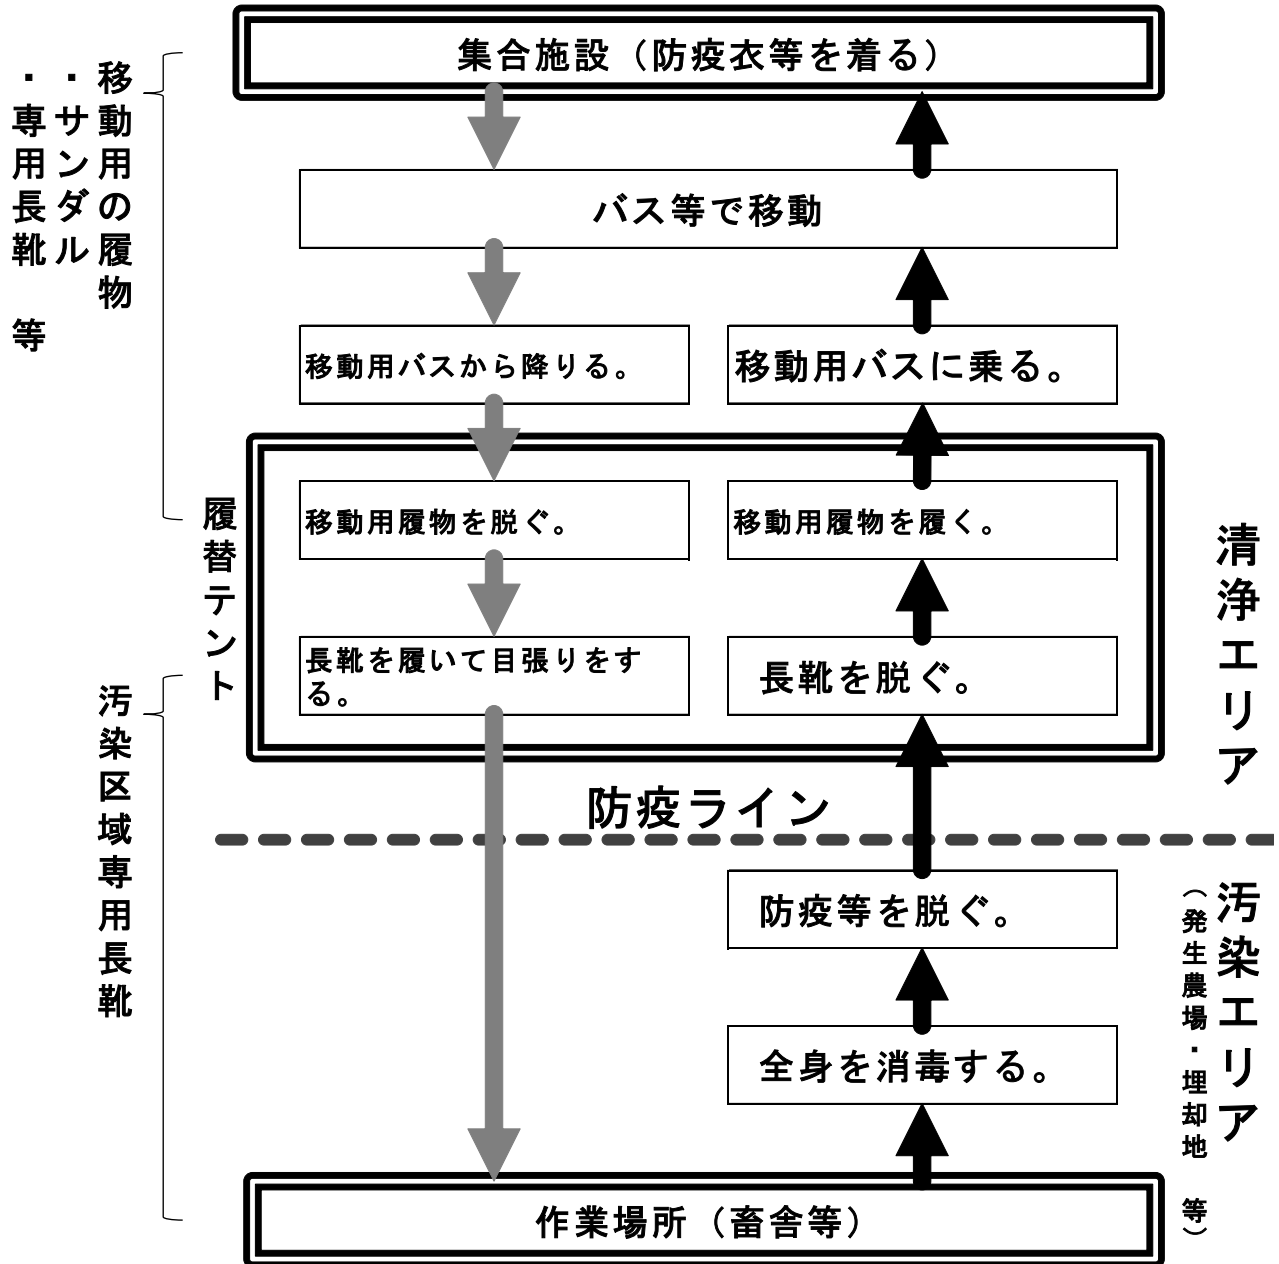 集合施設（防疫衣等を着る）
移動用の履物
・サンダル
・専用長靴　等
バス等で移動
移動用バスから降りる。
移動用バスに乗る。
履替テント
移動用履物を脱ぐ。
移動用履物を履く。
長靴を履いて目張りをす
る。
長靴を脱ぐ。
清浄エリア
防疫ライン
汚染区域専用長靴
防疫等を脱ぐ。
全身を消毒する。
汚染エリア
（発生農場・埋却地　等）
作業場所（畜舎等）